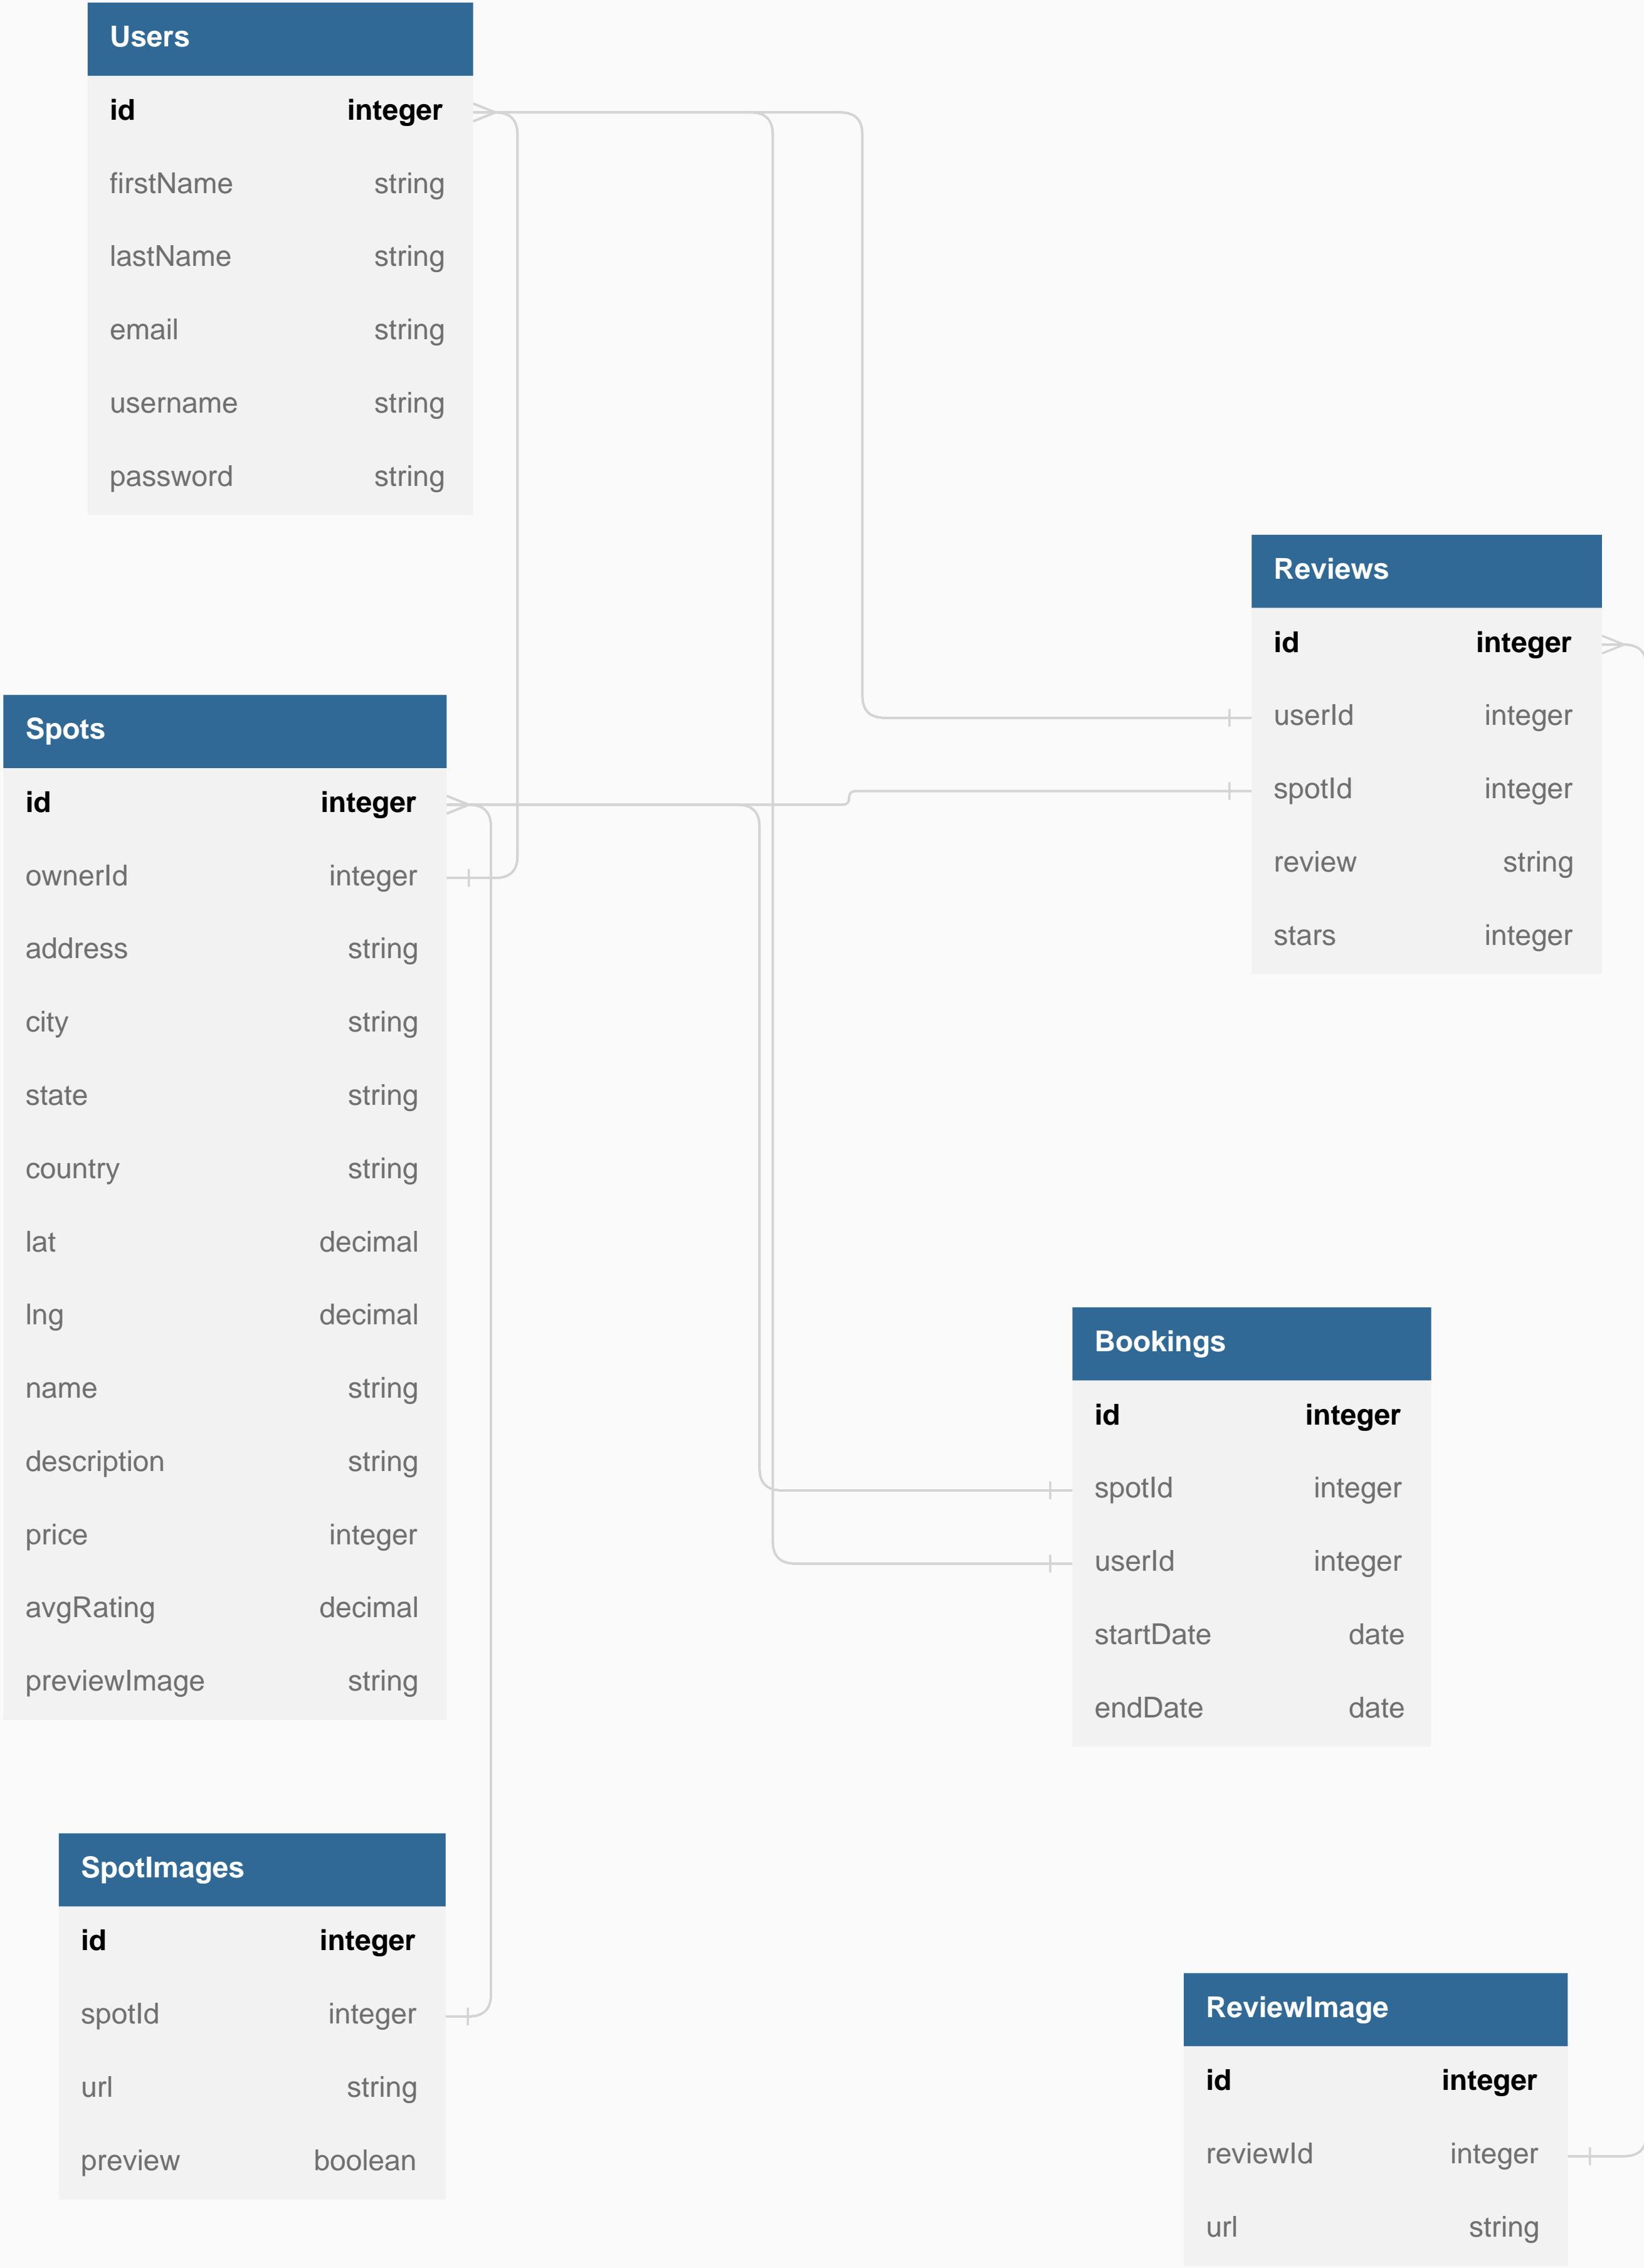 Users
id integer
firstName string
lastName string
email string
username string
password string
Reviews
id integer
userId integer
spotId integer
review string
stars integer
Spots
id integer
ownerId integer
address string
city string
state string
country string
lat decimal
lng decimal
name string
description string
price integer
avgRating decimal
previewImage string
Bookings
id integer
spotId integer
userId integer
startDate date
endDate date
SpotImages
id integer
spotId integer
url string
preview boolean
ReviewImage
id integer
reviewId integer
url string